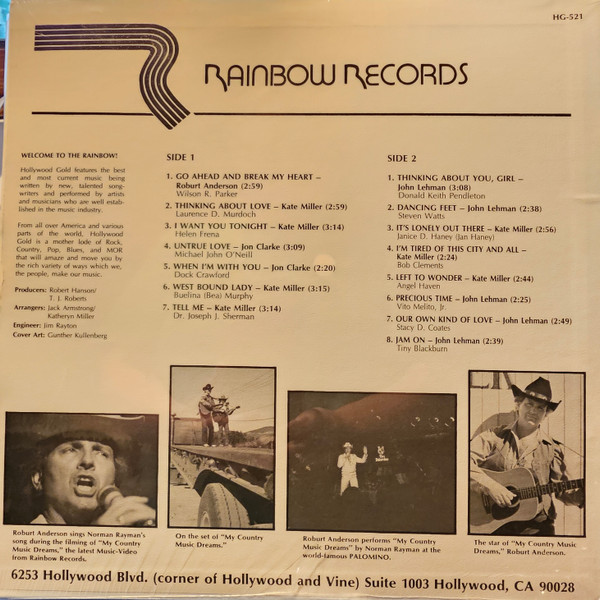 HG-521
RAINBOW RECORDS
WELCOME TO THE RAINBOW!
Hollywood Gold features the best
and most current music being
written by new, talented song-
writers and performed by artists
and musicians who are well estab-
lished in the music industry.
From all over America and various
parts of the world, Hollywood
Gold is a mother lode of Rock,
Country, Pop, Blues, and MOR
that will amaze and move you by
the rich variety of ways which we,
the people, make our music.
Producers: Robert Hanson/
T. J. Roberts
Arrangers: Jack Armstrong/
Katheryn Miller
Engineer: Jim Rayton
Cover Art: Gunther Kullenberg
SIDE 1
1. GO AHEAD AND BREAK MY HEART –
Roburt Anderson (2:59)
Wilson R. Parker
2. THINKING ABOUT LOVE – Kate Miller (2:59)
Laurence D. Murdoch
3. I WANT YOU TONIGHT – Kate Miller (3:14)
Helen Frena
4. UNTRUE LOVE – Jon Clarke (3:09)
Michael John O'Neill
5. WHEN I'M WITH YOU – Jon Clarke (2:20)
Dock Crawford
6. WEST BOUND LADY – Kate Miller (3:15)
Buelina (Bea) Murphy
7. TELL ME – Kate Miller (3:14)
Dr. Joseph J. Sherman
SIDE 2
1. THINKING ABOUT YOU, GIRL –
John Lehman (3:08)
Donald Keith Pendleton
2. DANCING FEET – John Lehman (2:38)
Steven Watts
3. IT'S LONELY OUT THERE – Kate Miller (2:56)
Janice D. Haney (Jan Haney)
4. I'M TIRED OF THIS CITY AND ALL –
Kate Miller (2:24)
Bob Clements
5. LEFT TO WONDER – Kate Miller (2:44)
Angel Haven
6. PRECIOUS TIME – John Lehman (2:25)
Vito Melito, Jr.
7. OUR OWN KIND OF LOVE – John Lehman (2:49)
Stacy D. Coates
8. JAM ON – John Lehman (2:39)
Tiny Blackburn
Roburt Anderson sings Norman Rayman's
song during the filming of "My Country
Music Dreams," the latest Music-Video
from Rainbow Records.
On the set of "My Country
Music Dreams."
Roburt Anderson performs "My Country
Music Dreams" by Norman Rayman at the
world-famous PALOMINO.
The star of "My Country Music
Dreams," Roburt Anderson.
6253 Hollywood Blvd. (corner of Hollywood and Vine) Suite 1003 Hollywood, CA 90028